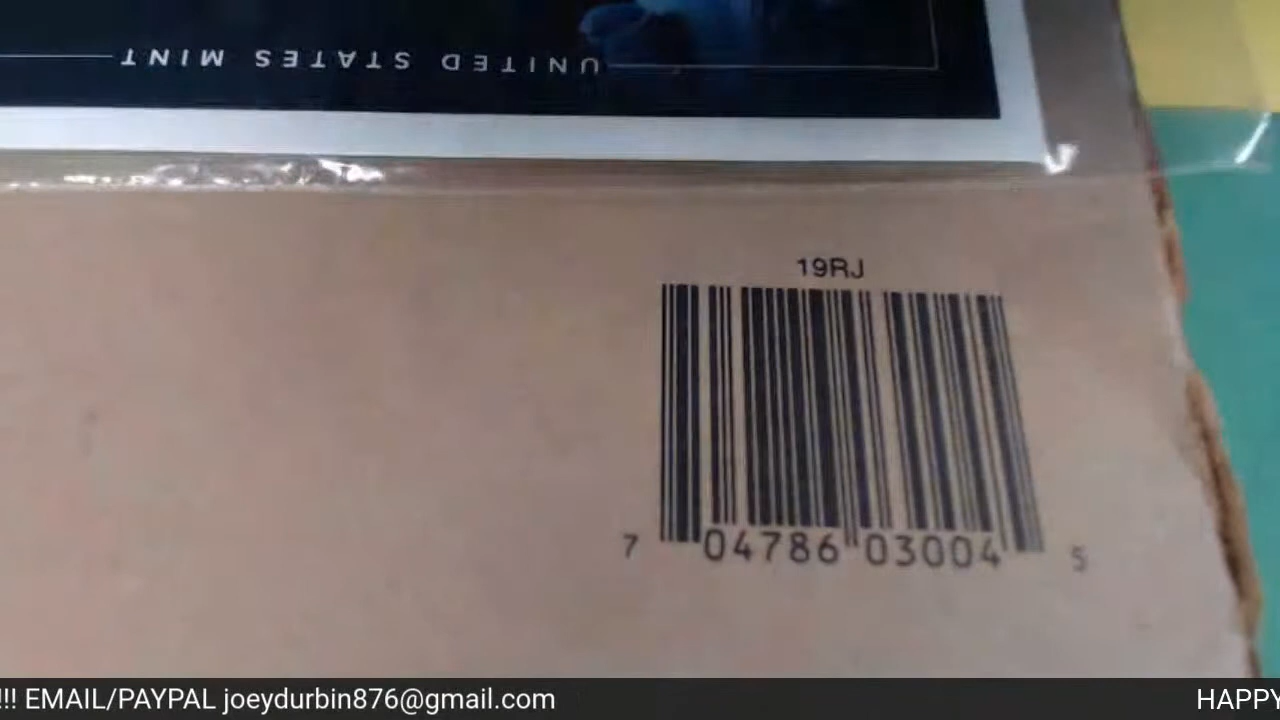 UNITED STATES MINT
19RJ
7 04786 03004 5
!!! EMAIL/PAYPAL joeydurbin876@gmail.com
HAPPY